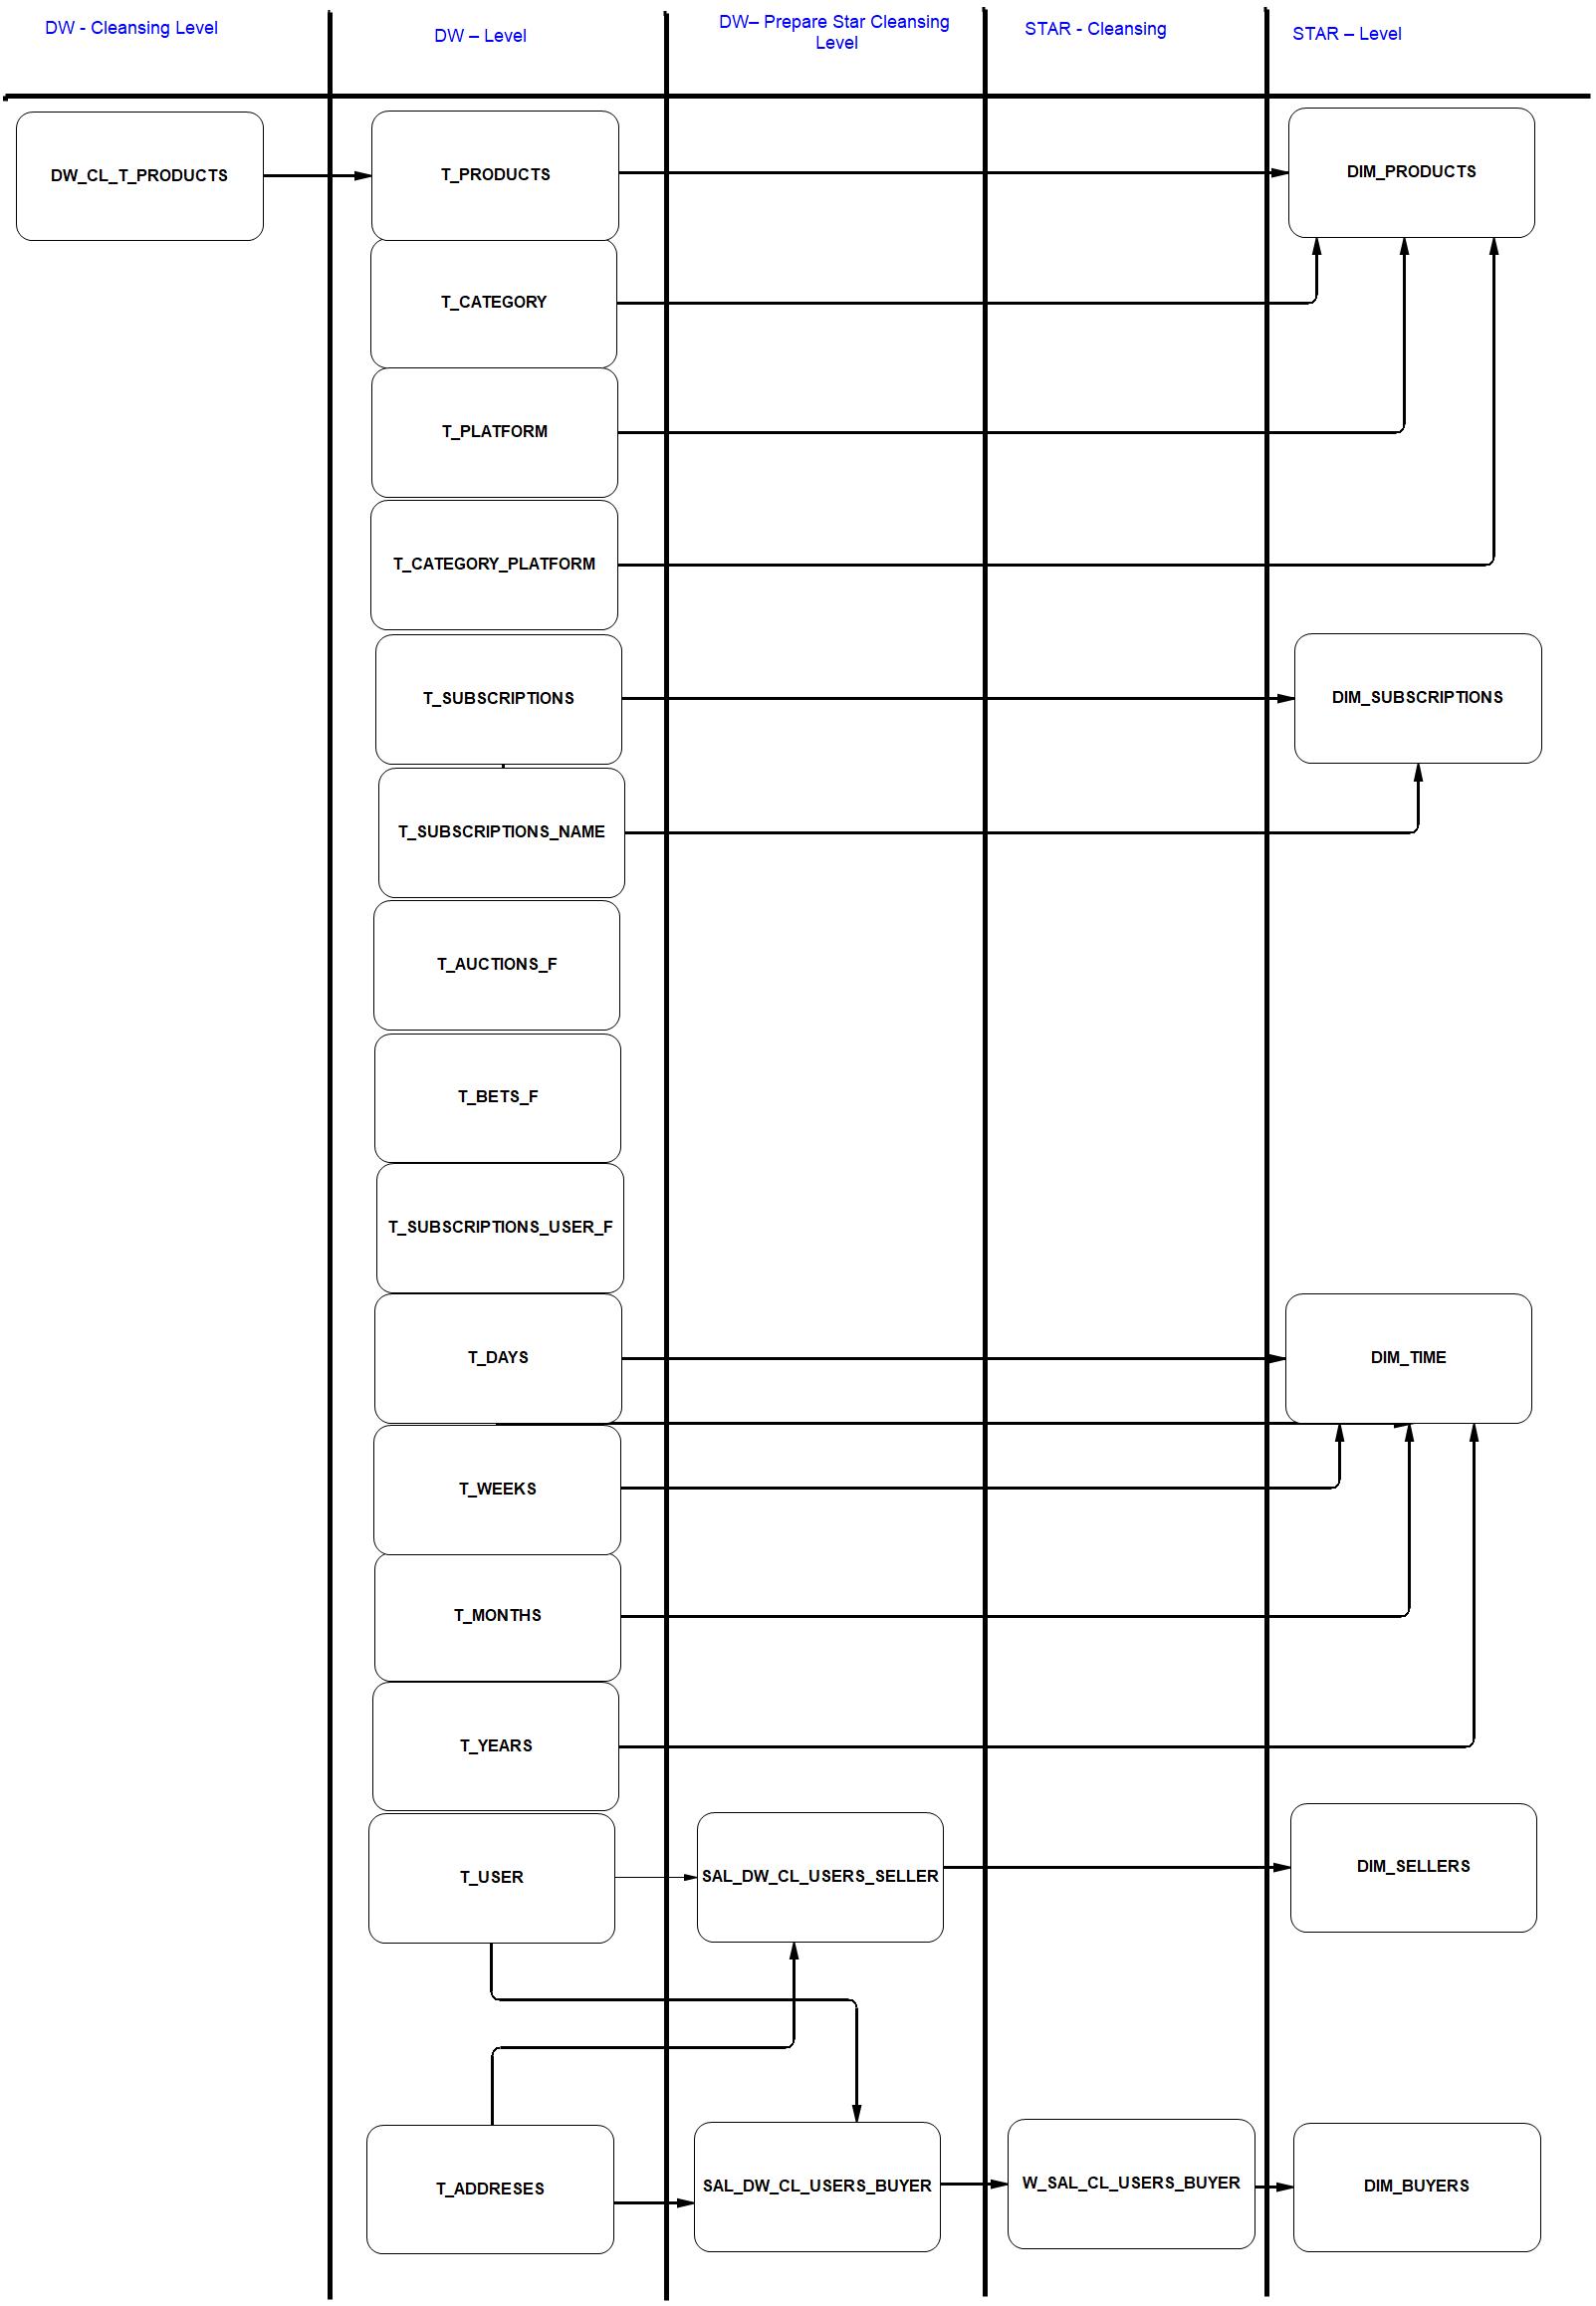 DW - Cleansing Level
DW – Level
DW– Prepare Star Cleansing
Level
STAR - Cleansing
STAR – Level
DW_CL_T_PRODUCTS
T_PRODUCTS
DIM_PRODUCTS
T_CATEGORY
T_PLATFORM
T_CATEGORY_PLATFORM
T_SUBSCRIPTIONS
DIM_SUBSCRIPTIONS
T_SUBSCRIPTIONS_NAME
T_AUCTIONS_F
T_BETS_F
T_SUBSCRIPTIONS_USER_F
T_DAYS
DIM_TIME
T_WEEKS
T_MONTHS
T_YEARS
T_USER
SAL_DW_CL_USERS_SELLER
DIM_SELLERS
T_ADDRESES
SAL_DW_CL_USERS_BUYER
W_SAL_CL_USERS_BUYER
DIM_BUYERS